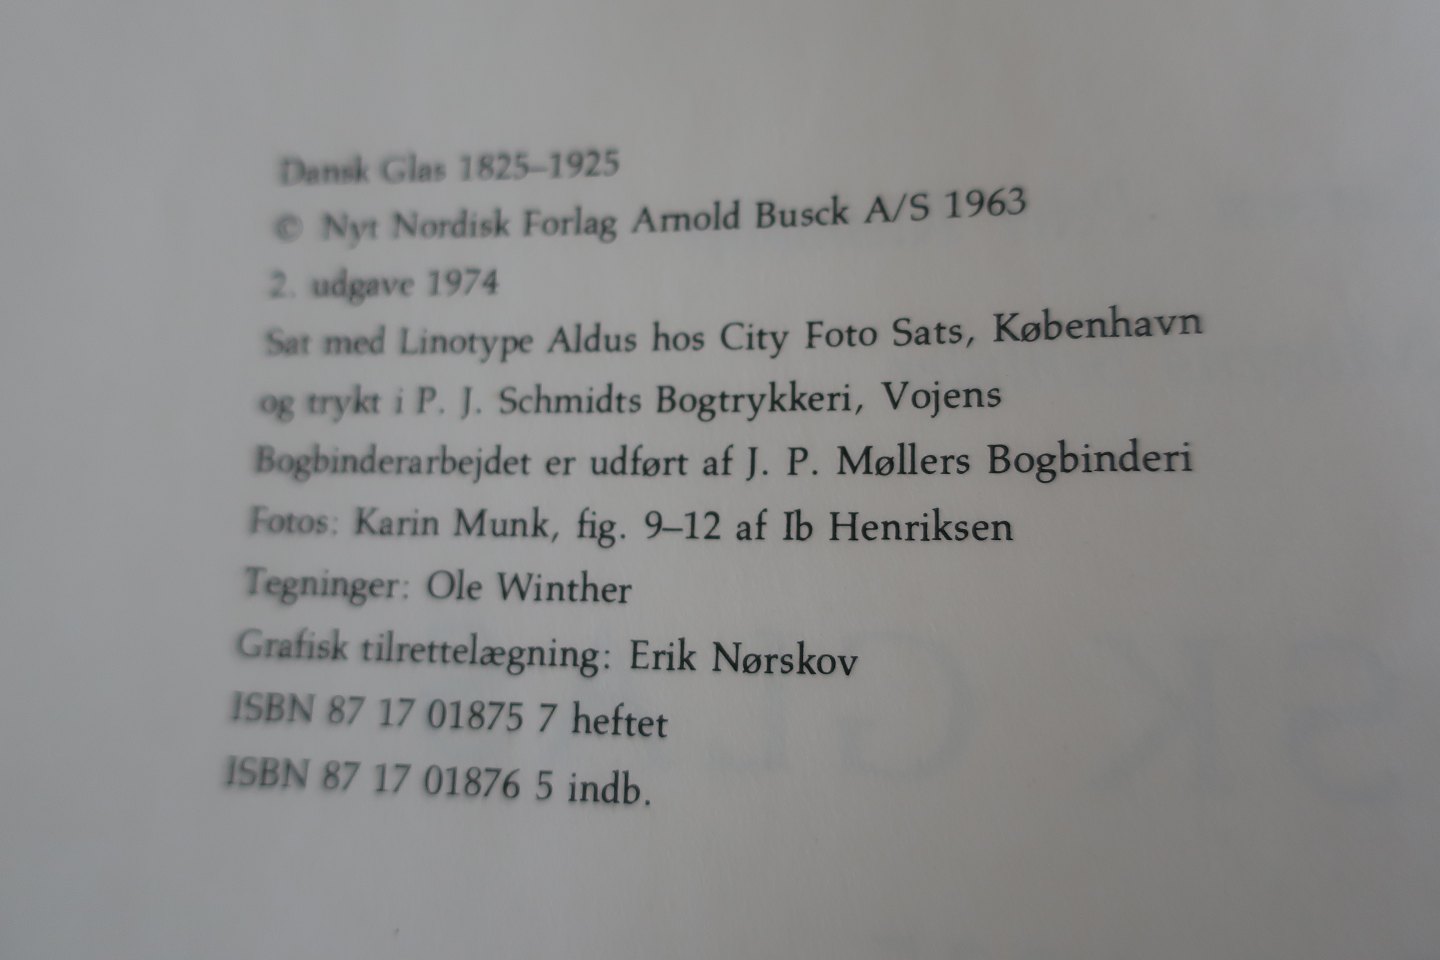 Dansk Glas 1825–1925
© Nyt Nordisk Forlag Arnold Busck A/S 1963
2. udgave 1974
Sat med Linotype Aldus hos City Foto Sats, København
og trykt i P. J. Schmidts Bogtrykkeri, Vojens
Bogbinderarbejdet er udført af J. P. Møllers Bogbinderi
Fotos: Karin Munk, fig. 9–12 af Ib Henriksen
Tegninger: Ole Winther
Grafisk tilrettelægning: Erik Nørskov
ISBN 87 17 01875 7 heftet
ISBN 87 17 01876 5 indb.